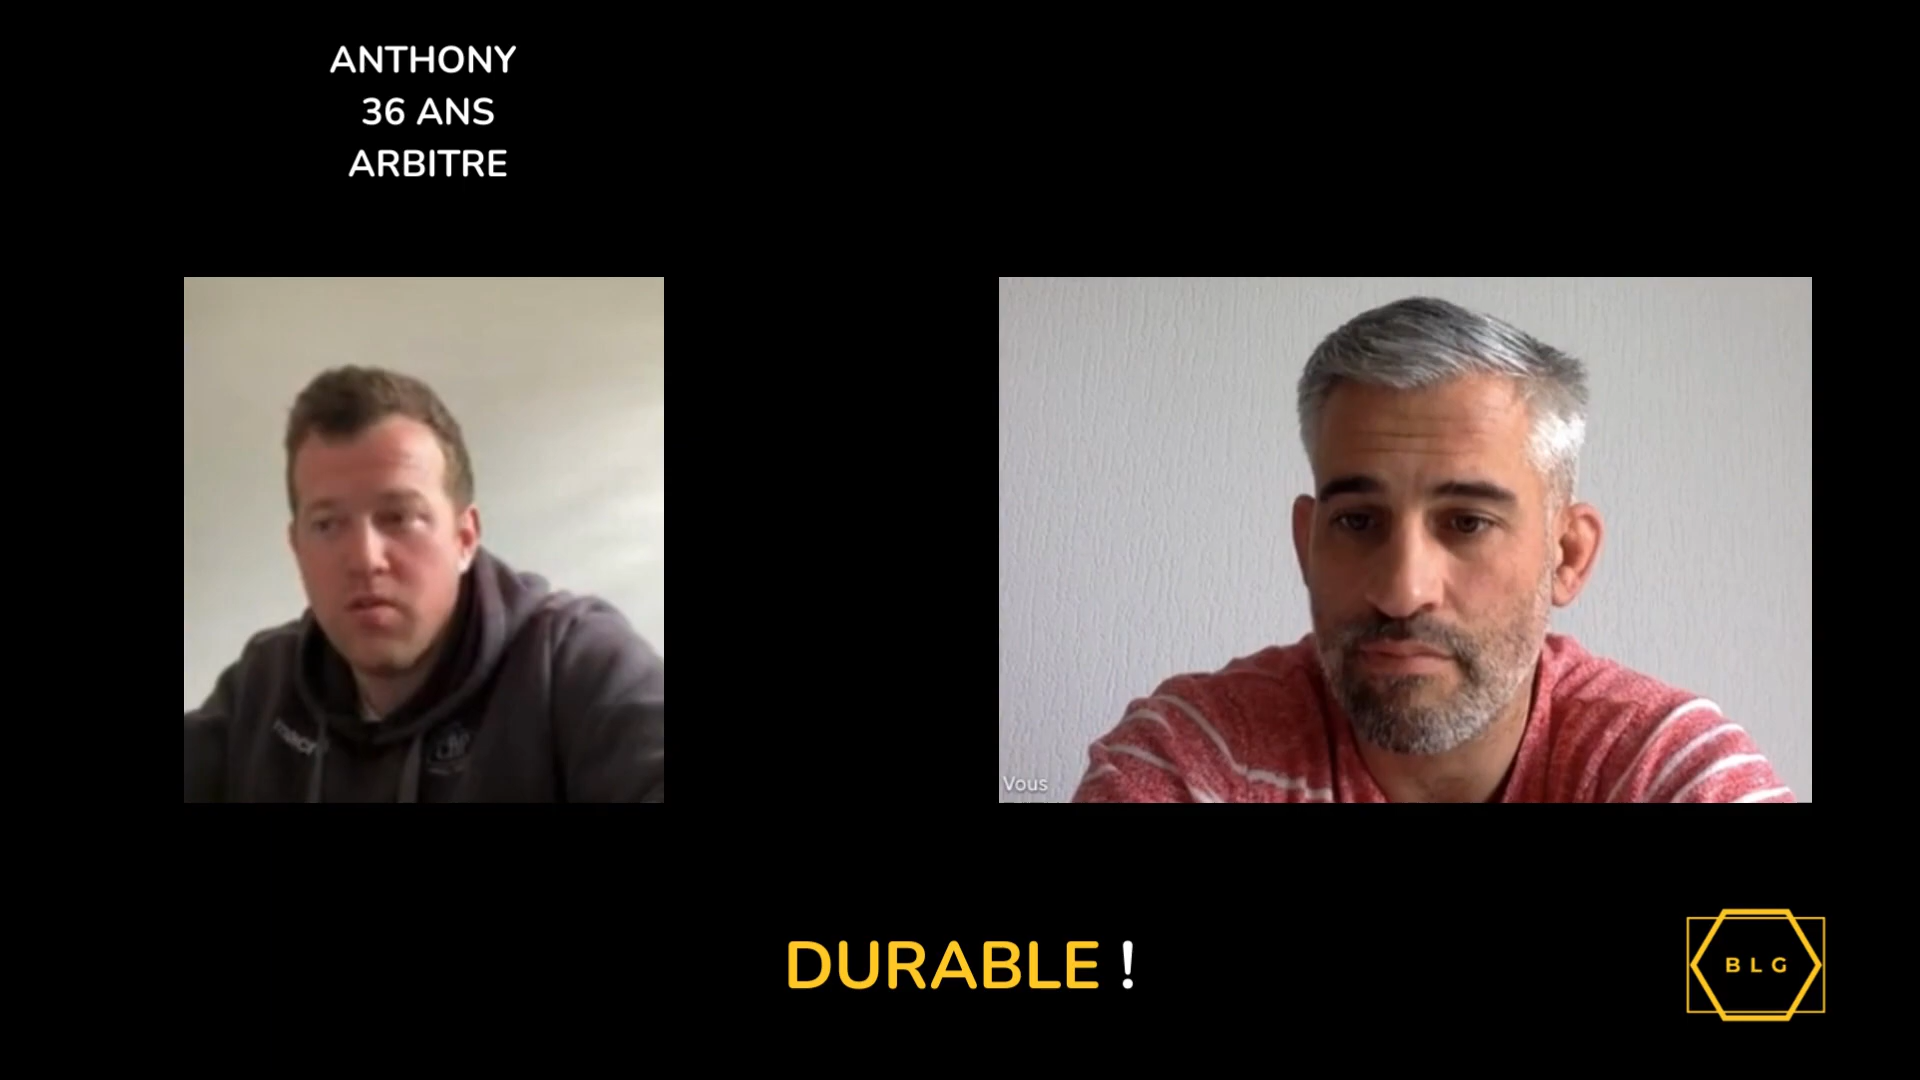 ANTHONY
36 ANS
ARBITRE
Vous
DURABLE !
BLG